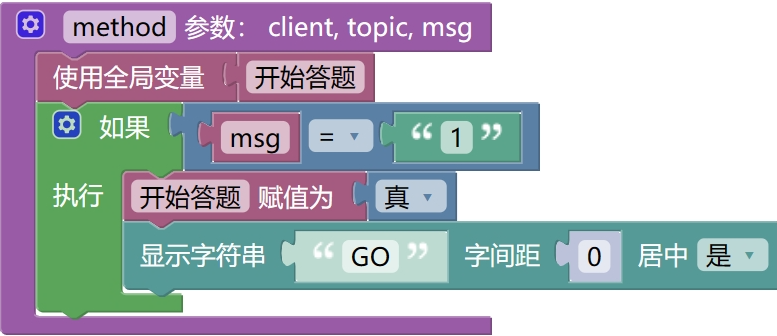 method 参数： client, topic, msg
使用全局变量 开始答题
如果 msg = “ 1 ”
执行 开始答题 赋值为 真
显示字符串 “ GO ” 字间距 0 居中 是